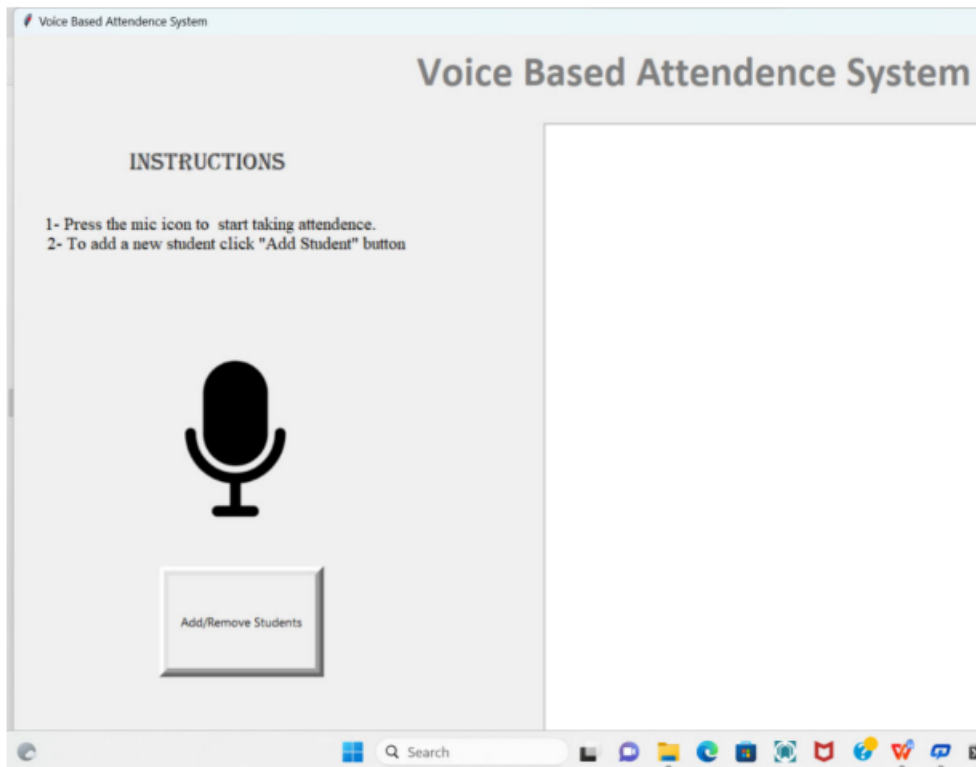 Voice Based Attendence System
Voice Based Attendence System
INSTRUCTIONS
1- Press the mic icon to  start taking attendence.
2- To add a new student click "Add Student" button
Add/Remove Students
Search